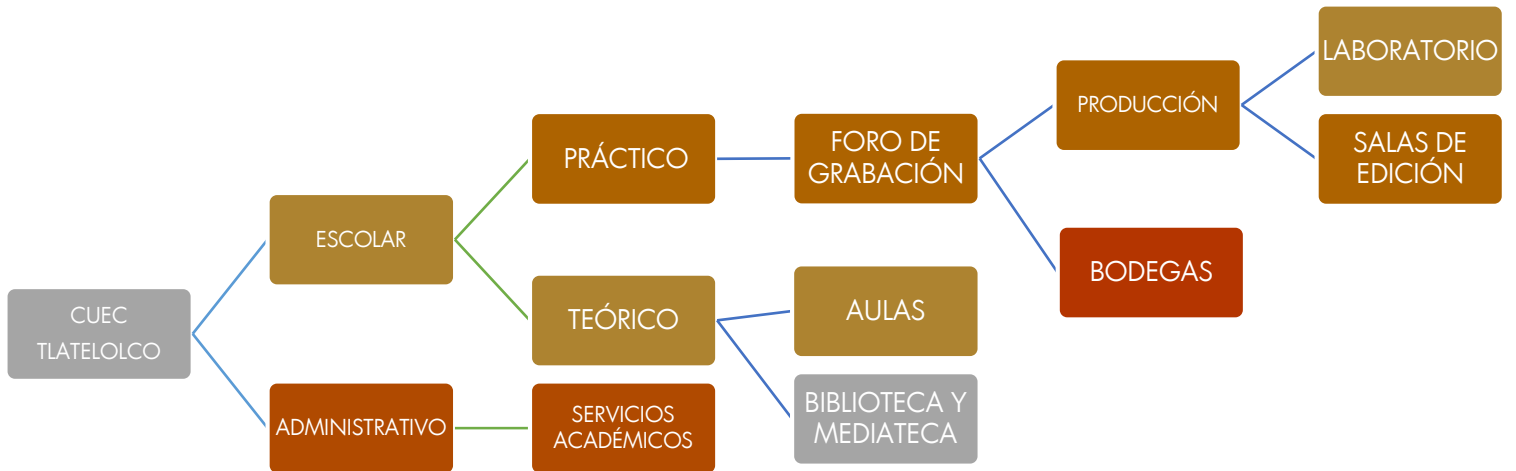 CUEC
TLATELOLCO
ESCOLAR
ADMINISTRATIVO
PRÁCTICO
TEÓRICO
SERVICIOS
ACADÉMICOS
FORO DE
GRABACIÓN
AULAS
BIBLIOTECA Y
MEDIATECA
PRODUCCIÓN
BODEGAS
LABORATORIO
SALAS DE
EDICIÓN